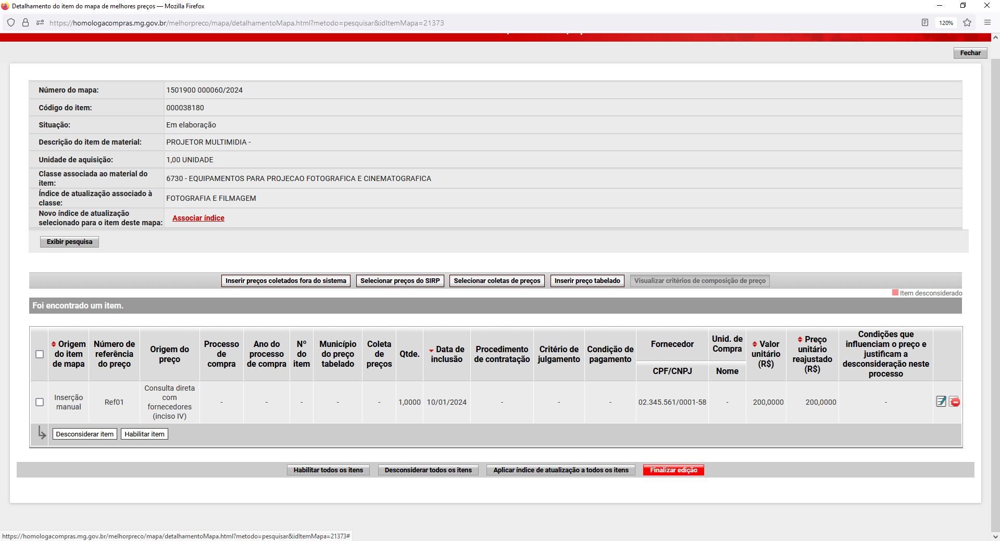 Detalhamento do item do mapa de melhores preços — Mozilla Firefox
https://homologacompras.mg.gov.br/melhorpreco/mapa/detalhamentoMapa.html?metodo=pesquisar&idItemMapa=21373
120%
Fechar
Número do mapa: 1501900 000060/2024
Código do item: 000038180
Situação: Em elaboração
Descrição do item de material: PROJETOR MULTIMIDIA -
Unidade de aquisição: 1,00 UNIDADE
Classe associada ao material do
item:
6730 - EQUIPAMENTOS PARA PROJECAO FOTOGRAFICA E CINEMATOGRAFICA
Índice de atualização associado à
classe:
FOTOGRAFIA E FILMAGEM
Novo índice de atualização
selecionado para o item deste mapa:
Associar índice
Exibir pesquisa
Inserir preços coletados fora do sistema Selecionar preços do SIRP Selecionar coletas de preços Inserir preço tabelado Visualizar critérios de composição de preço
Item desconsiderado
Foi encontrado um item.
Origem
do item
de mapa
Número de
referência
do preço
Origem do
preço
Processo
de
compra
Ano do
processo
de compra
Nº
do
item
Município
do preço
tabelado
Coleta
de
preços
Qtde.
Data de
inclusão
Procedimento
de contratação
Critério de
julgamento
Condição de
pagamento
Fornecedor
CPF/CNPJ
Unid. de
Compra
Nome
Valor
unitário
(R$)
Preço
unitário
reajustado
(R$)
Condições que
influenciam o preço e
justificam a
desconsideração neste
processo
Inserção
manual
Ref01
Consulta direta
com
fornecedores
(inciso IV)
- - - - - 1,0000 10/01/2024 - - - 02.345.561/0001-58 - 200,0000 200,0000 -
Desconsiderar item Habilitar item
Habilitar todos os itens Desconsiderar todos os itens Aplicar índice de atualização a todos os itens Finalizar edição
https://homologacompras.mg.gov.br/melhorpreco/mapa/detalhamentoMapa.html?metodo=pesquisar&idItemMapa=21373#